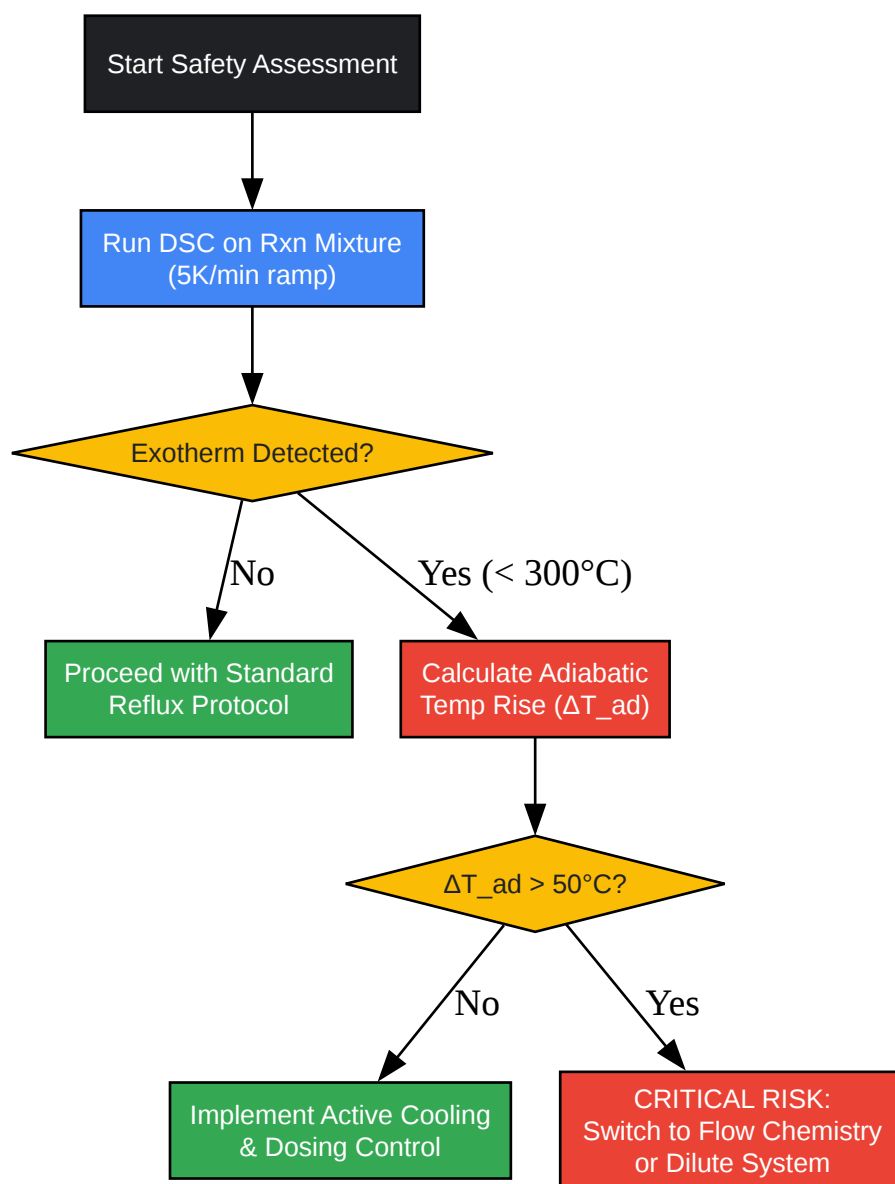 Start Safety Assessment
Run DSC on Rxn Mixture
(5K/min ramp)
Exotherm Detected?
No
Yes (< 300°C)
Proceed with Standard
Reflux Protocol
Calculate Adiabatic
Temp Rise (ΔT_ad)
ΔT_ad > 50°C?
No
Yes
Implement Active Cooling
& Dosing Control
CRITICAL RISK:
Switch to Flow Chemistry
or Dilute System